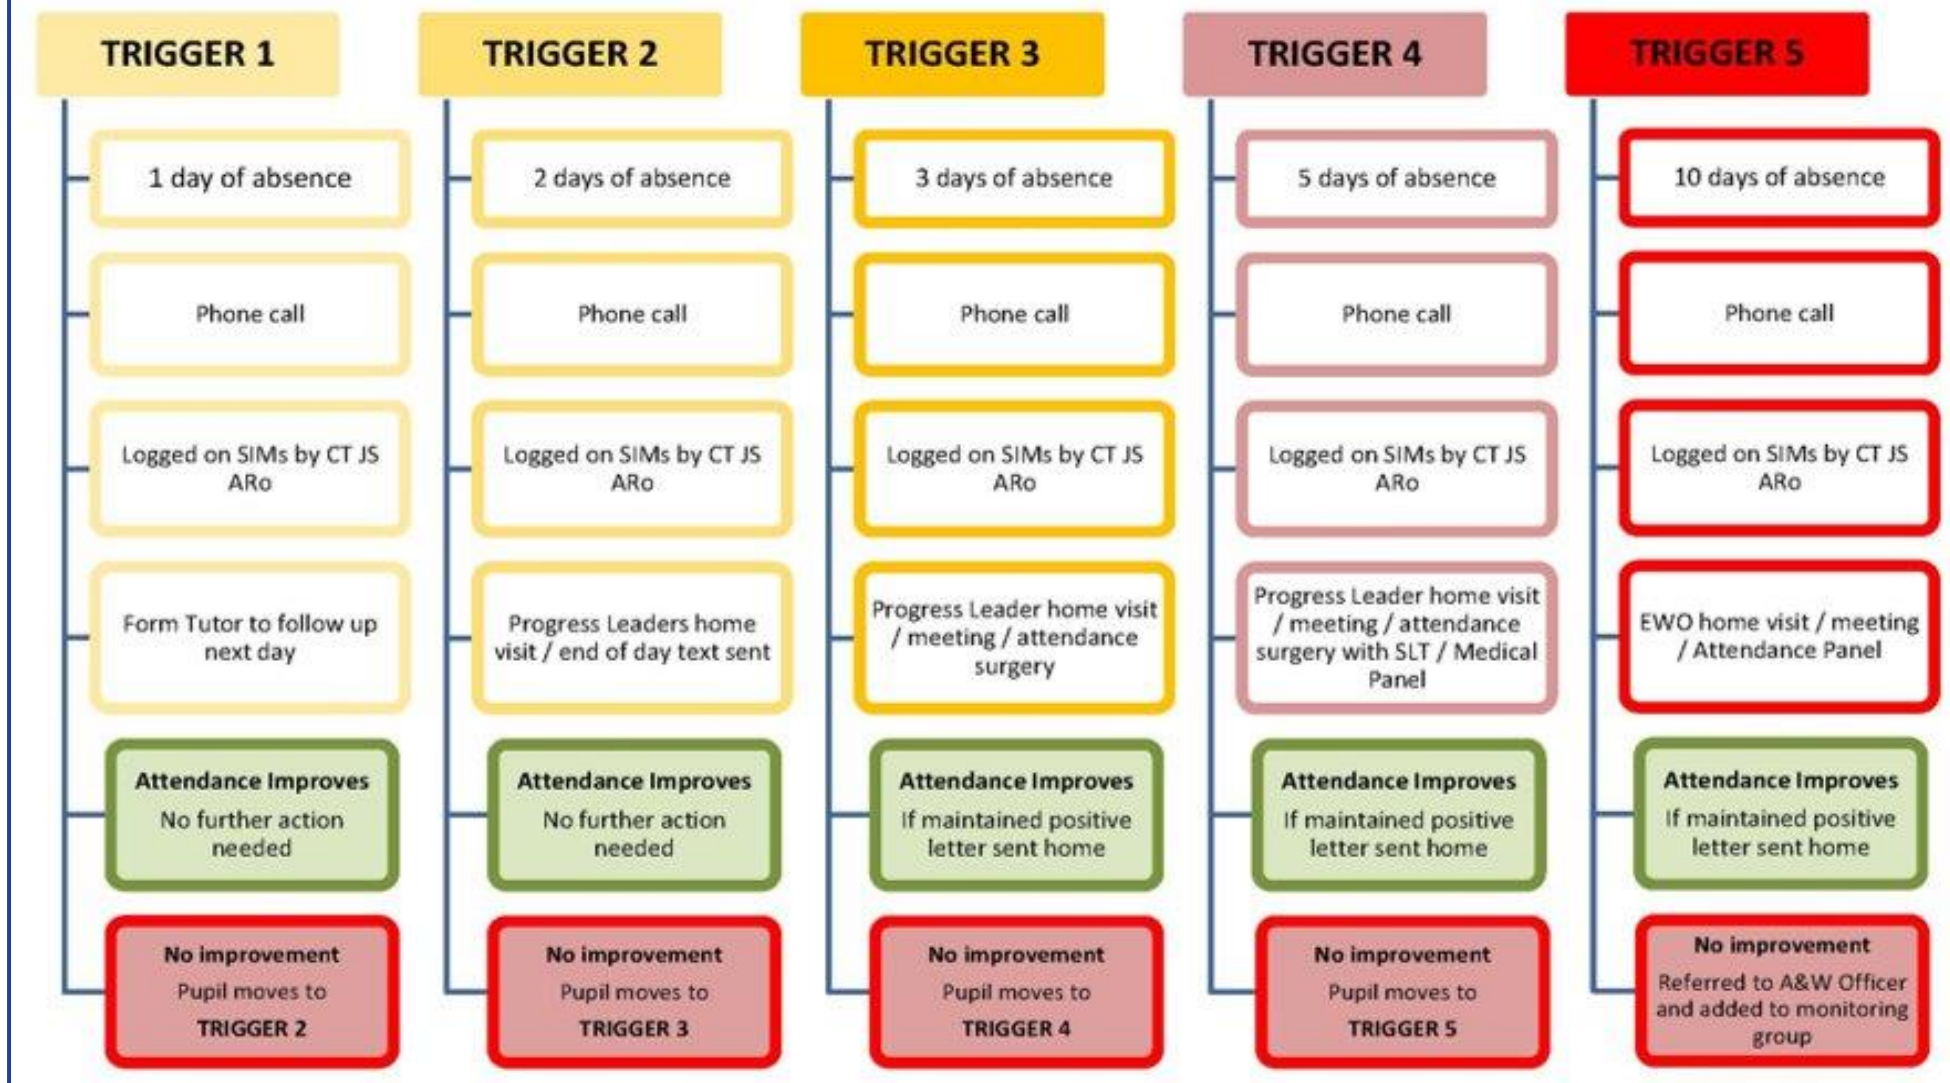 TRIGGER 1
1 day of absence
Phone call
Logged on SIMs by CT JS
ARo
Form Tutor to follow up
next day
Attendance Improves
No further action
needed
No improvement
Pupil moves to
TRIGGER 2
TRIGGER 2
2 days of absence
Phone call
Logged on SIMs by CT JS
ARo
Progress Leaders home
visit / end of day text sent
Attendance Improves
No further action
needed
No improvement
Pupil moves to
TRIGGER 3
TRIGGER 3
3 days of absence
Phone call
Logged on SIMs by CT JS
ARo
Progress Leader home visit
/ meeting / attendance
surgery
Attendance Improves
If maintained positive
letter sent home
No improvement
Pupil moves to
TRIGGER 4
TRIGGER 4
5 days of absence
Phone call
Logged on SIMs by CT JS
ARo
Progress Leader home visit
/ meeting / attendance
surgery with SLT / Medical
Panel
Attendance Improves
If maintained positive
letter sent home
No improvement
Pupil moves to
TRIGGER 5
TRIGGER 5
10 days of absence
Phone call
Logged on SIMs by CT JS
ARo
EWO home visit / meeting
/ Attendance Panel
Attendance Improves
If maintained positive
letter sent home
No improvement
Referred to A&W Officer
and added to monitoring
group